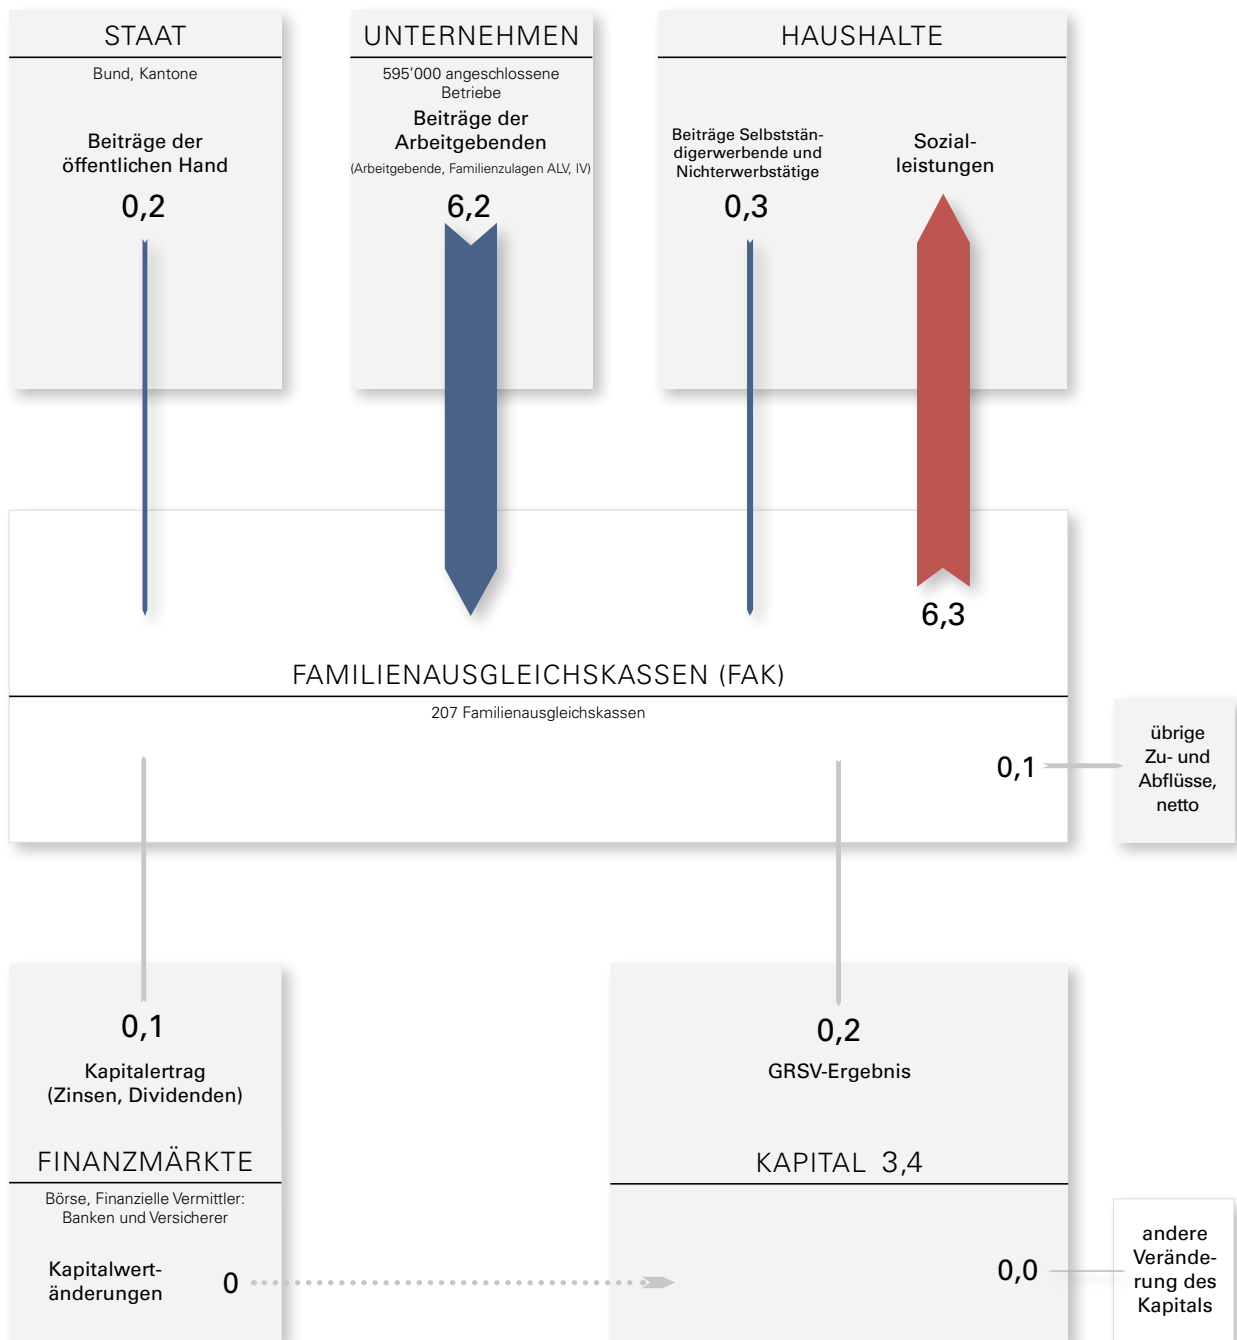 STAAT
Bund, Kantone
Beiträge der
öffentlichen Hand
0,2
UNTERNEHMEN
595’000 angeschlossene
Betriebe
Beiträge der
Arbeitgebenden
(Arbeitgebende, Familienzulagen ALV, IV)
6,2
HAUSHALTE
Beiträge Selbststän-
digerwerbende und
Nichterwerbstätige
0,3
Sozial-
leistungen
6,3
FAMILIENAUSGLEICHSKASSEN (FAK)
207 Familienausgleichskassen
0,1
übrige
Zu- und
Abflüsse,
netto
0,1
Kapitalertrag
(Zinsen, Dividenden)
FINANZMÄRKTE
Börse, Finanzielle Vermittler:
Banken und Versicherer
Kapitalwert-
änderungen
0
0,2
GRSV-Ergebnis
KAPITAL 3,4
0,0
andere
Verände-
rung des
Kapitals